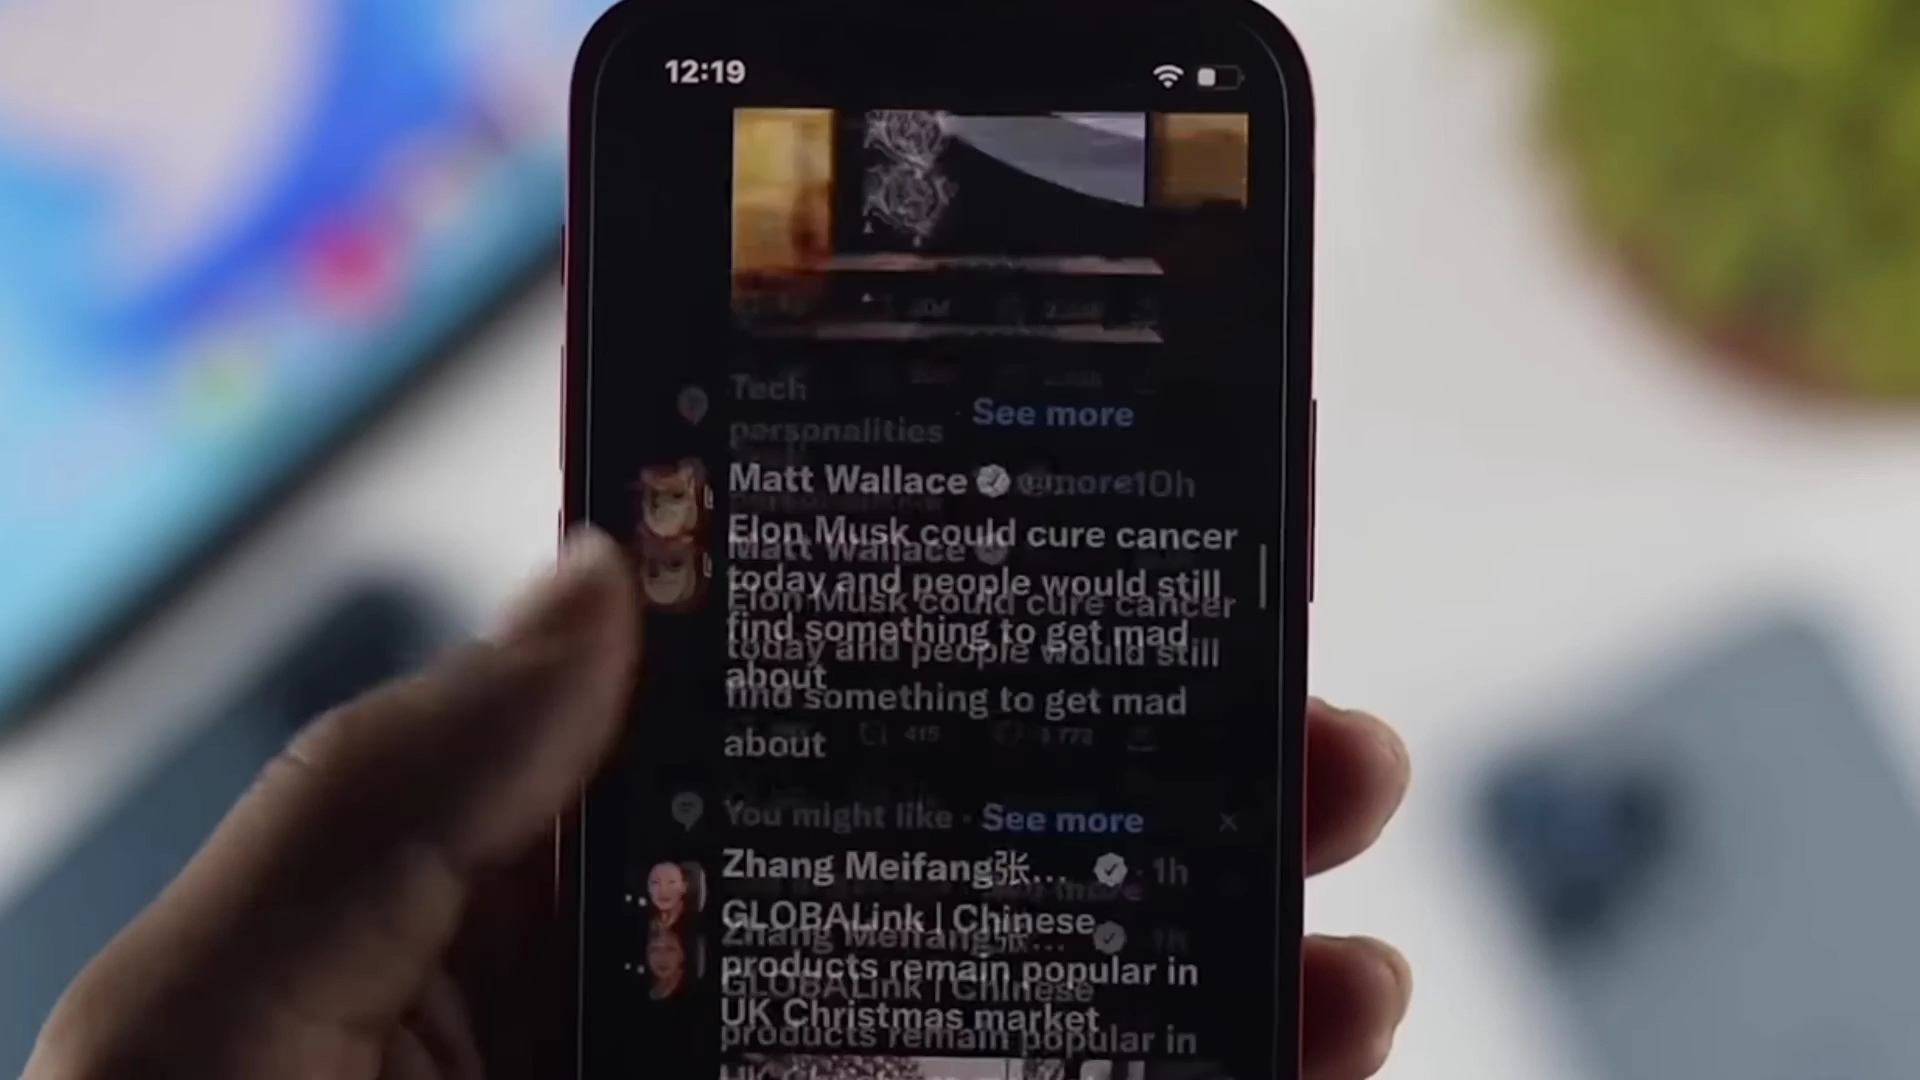 12:19
Tech
personalities
See more
Matt Wallace
10h
Elon Musk could cure cancer
today and people would still
find something to get mad
about
415
You might like · See more
Zhang Meifang张... · 1h
GLOBALink | Chinese
products remain popular in
UK Christmas market